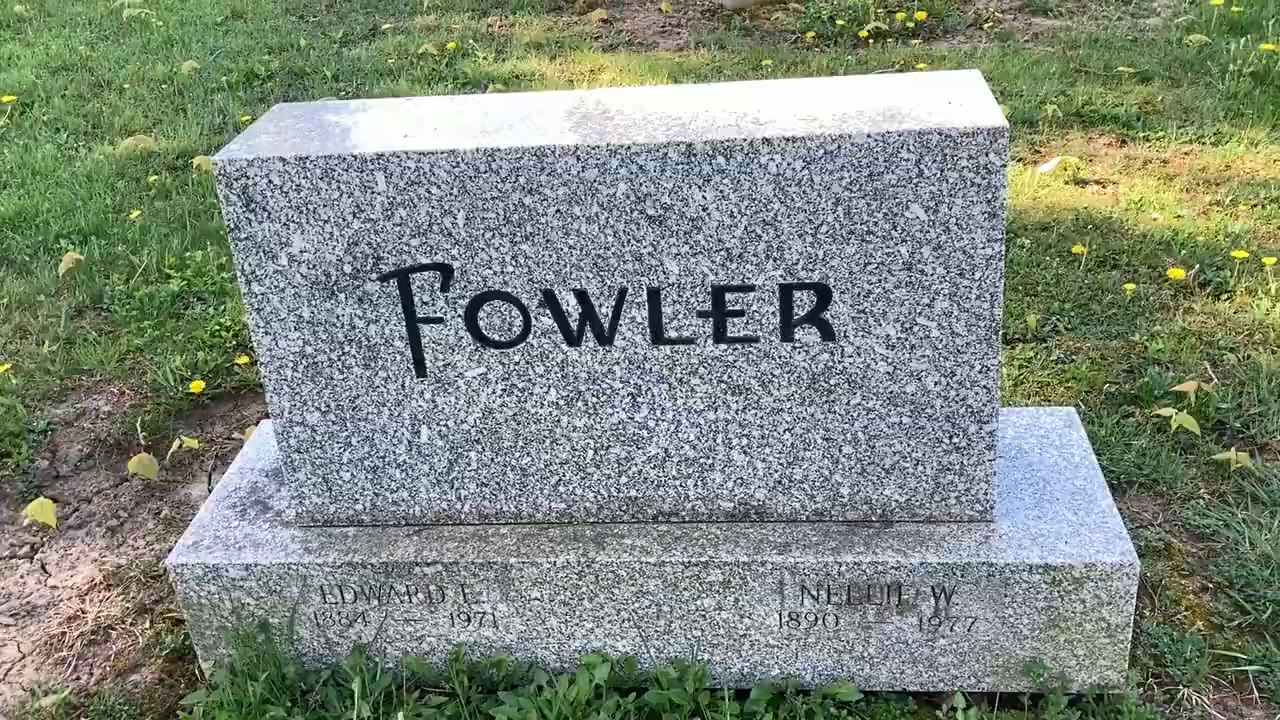 FOWLER
EDWARD E. NELLIE W.
1884 — 1971 1890 — 1977